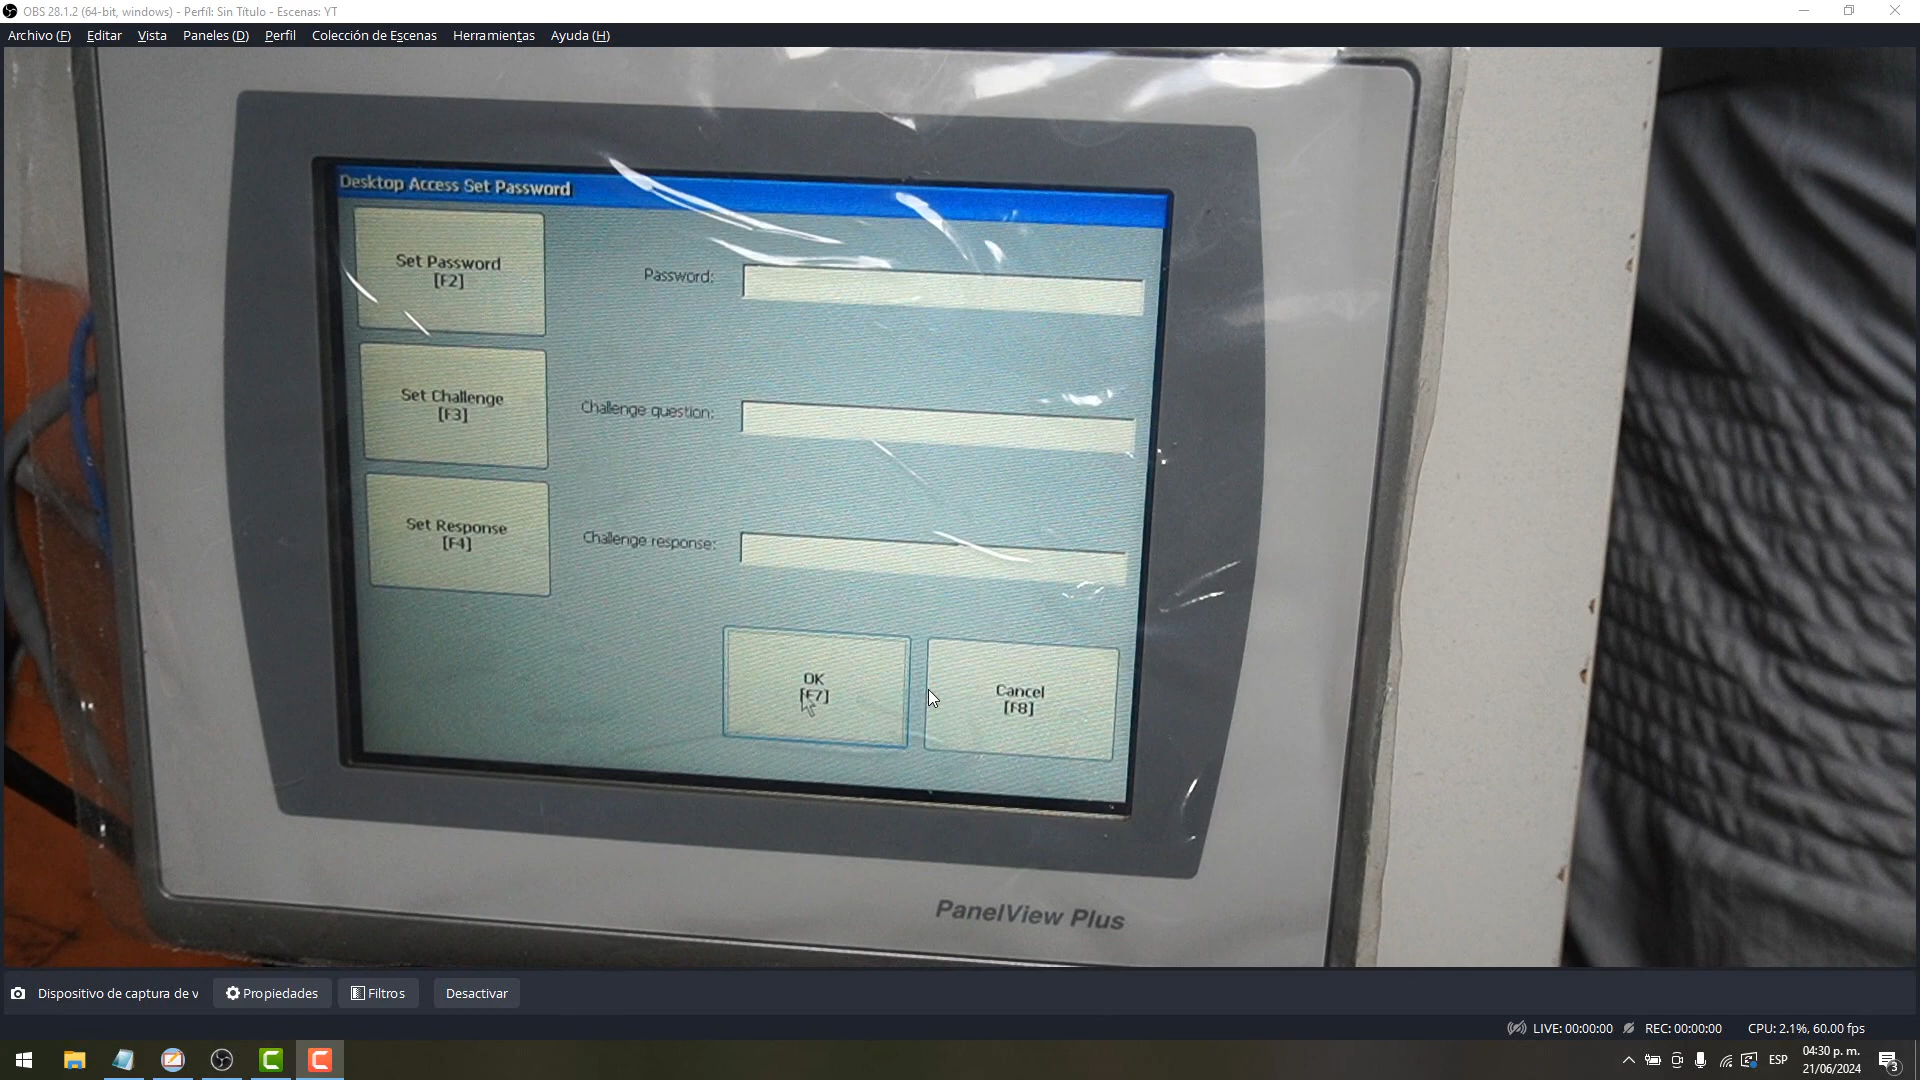 OBS 28.1.2 (64-bit, windows) - Perfil: Sin Título - Escenas: YT
Archivo (F) Editar Vista Paneles (D) Perfil Colección de Escenas Herramientas Ayuda (H)
Desktop Access Set Password
Set Password
[F2]
Password:
Set Challenge
[F3]
Challenge question:
Set Response
[F4]
Challenge response:
OK
[F7]
Cancel
[F8]
PanelView Plus
Dispositivo de captura de v Propiedades Filtros Desactivar
LIVE: 00:00:00 REC: 00:00:00 CPU: 2.1%, 60.00 fps
ESP
04:30 p. m.
21/06/2024
3